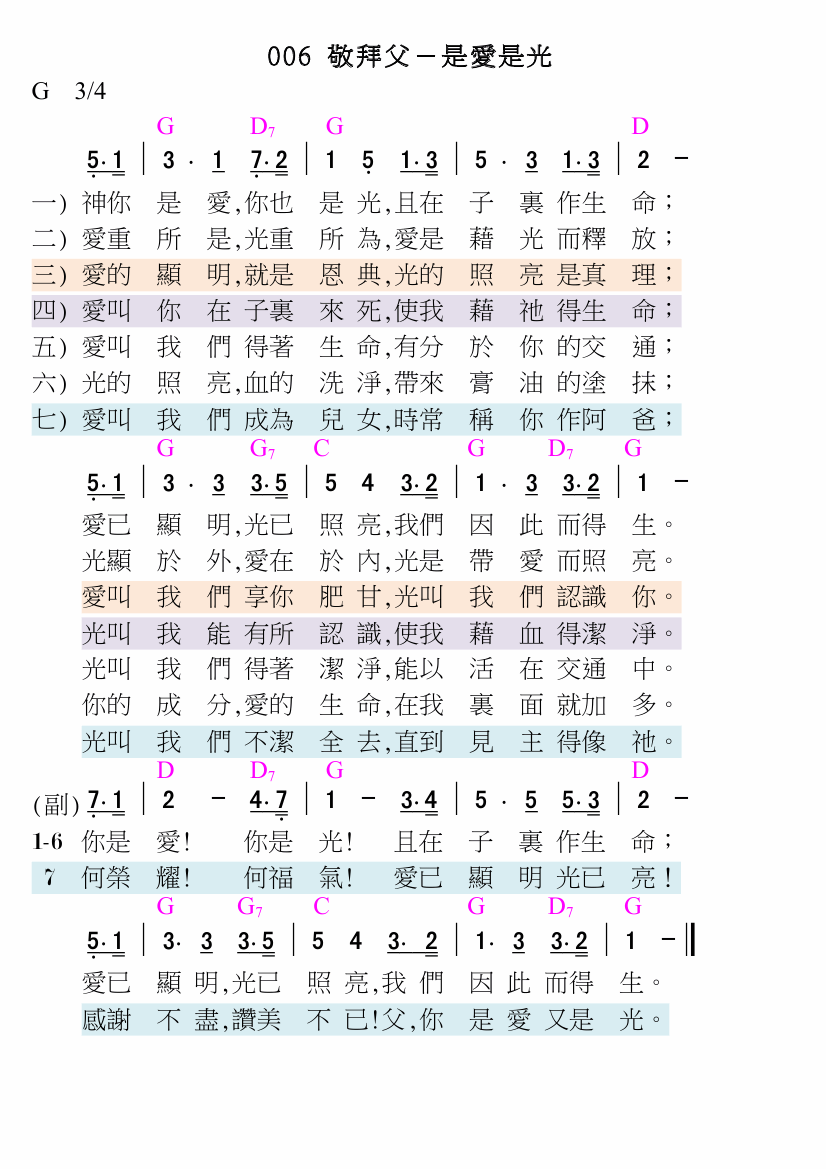 006 敬拜父－是愛是光
G 3/4
G D7 G D
5· 1 | 3 · 1 7· 2 | 1 5 1· 3 | 5 · 3 1· 3 | 2 －
一) 神你 是 愛,你也 是 光,且在 子 裏 作生 命；
二) 愛重 所 是,光重 所 為,愛是 藉 光 而釋 放；
三) 愛的 顯 明,就是 恩 典,光的 照 亮 是真 理；
四) 愛叫 你 在 子裏 來 死,使我 藉 祂 得生 命；
五) 愛叫 我 們 得著 生 命,有分 於 你 的交 通；
六) 光的 照 亮,血的 洗 淨,帶來 膏 油 的塗 抹；
七) 愛叫 我 們 成為 兒 女,時常 稱 你 作阿 爸；
G G7 C G D7 G
5· 1 | 3 · 3 3· 5 | 5 4 3· 2 | 1 · 3 3· 2 | 1 －
愛已 顯 明,光已 照 亮,我們 因 此 而得 生。
光顯 於 外,愛在 於 內,光是 帶 愛 而照 亮。
愛叫 我 們 享你 肥 甘,光叫 我 們 認識 你。
光叫 我 能 有所 認 識,使我 藉 血 得潔 淨。
光叫 我 們 得著 潔 淨,能以 活 在 交通 中。
你的 成 分,愛的 生 命,在我 裏 面 就加 多。
光叫 我 們 不潔 全 去,直到 見 主 得像 祂。
D D7 G D
(副) 7· 1 | 2 － 4· 7 | 1 － 3· 4 | 5 · 5 5· 3 | 2 －
1-6 你是 愛! 你是 光! 且在 子 裏 作生 命；
7 何榮 耀! 何福 氣! 愛已 顯 明 光已 亮!
G G7 C G D7 G
5· 1 | 3· 3 3· 5 | 5 4 3· 2 | 1· 3 3· 2 | 1 － ‖
愛已 顯 明,光已 照 亮,我 們 因 此 而得 生。
感謝 不 盡,讚美 不 已!父,你 是 愛 又是 光。